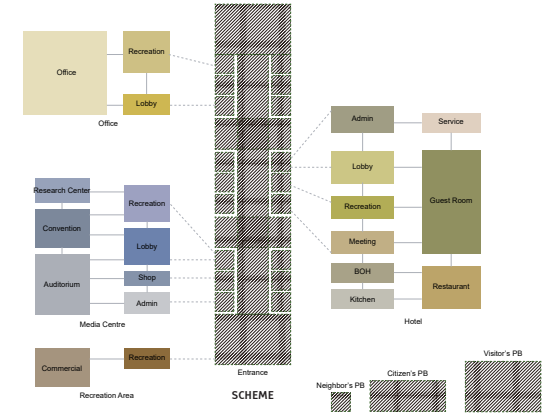 Office
Recreation
Lobby
Office
Admin
Service
Lobby
Guest Room
Recreation
Meeting
BOH
Restaurant
Kitchen
Hotel
Research Center
Recreation
Convention
Lobby
Auditorium
Shop
Admin
Media Centre
Commercial
Recreation
Recreation Area
Entrance
SCHEME
Neighbor's PB
Citizen's PB
Visitor's PB